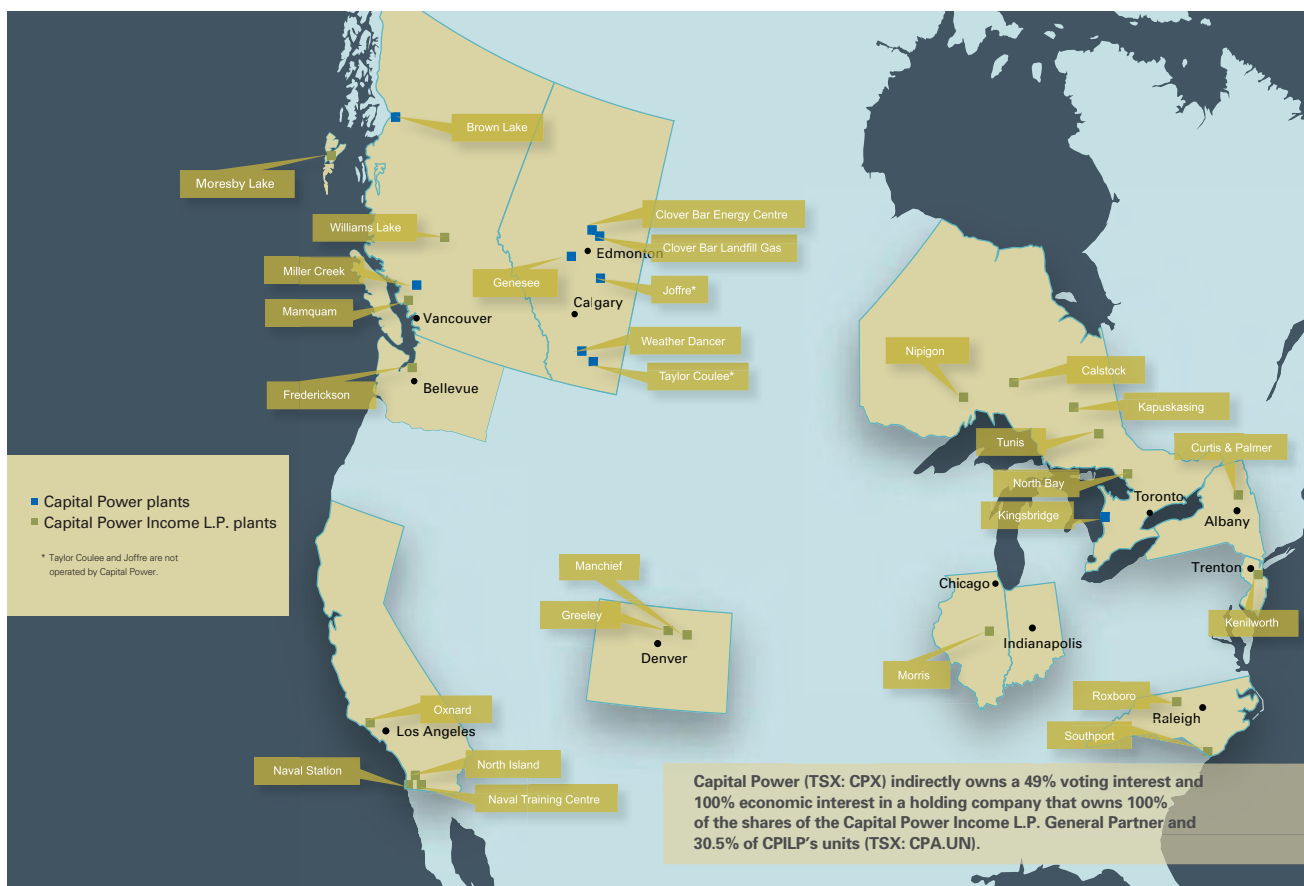 Brown Lake
Moresby Lake
Clover Bar Energy Centre
Williams Lake
Clover Bar Landfill Gas
Edmonton
Miller Creek
Genesee
Joffre*
Mamquam
Calgary
Vancouver
Weather Dancer
Nipigon
Calstock
Taylor Coulee*
Bellevue
Fredrickson
Kapuskasing
Tunis
Curtis & Palmer
North Bay
Toronto
Capital Power plants
Capital Power Income L.P. plants
Kingsbridge
Albany
* Taylor Coulee and Joffre are not
operated by Capital Power.
Manchief
Trenton
Chicago
Greeley
Kenilworth
Indianapolis
Denver
Morris
Roxboro
Oxnard
Raleigh
Los Angeles
Southport
Naval Station
North Island
Naval Training Centre
Capital Power (TSX: CPX) indirectly owns a 49% voting interest and
100% economic interest in a holding company that owns 100%
of the shares of the Capital Power Income L.P. General Partner and
30.5% of CPILP’s units (TSX: CPA.UN).